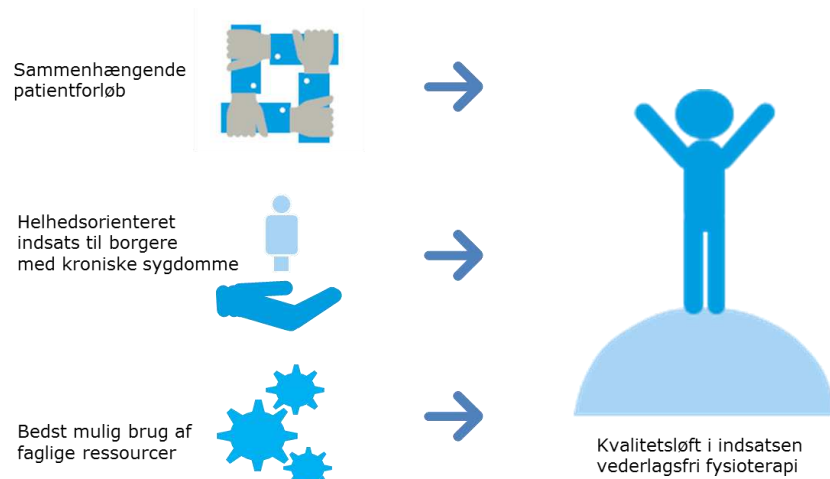 Sammenhængende
patientforløb
Helhedsorienteret
indsats til borgere
med kroniske sygdomme
Bedst mulig brug af
faglige ressourcer
Kvalitetsløft i indsatsen
vederlagsfri fysioterapi